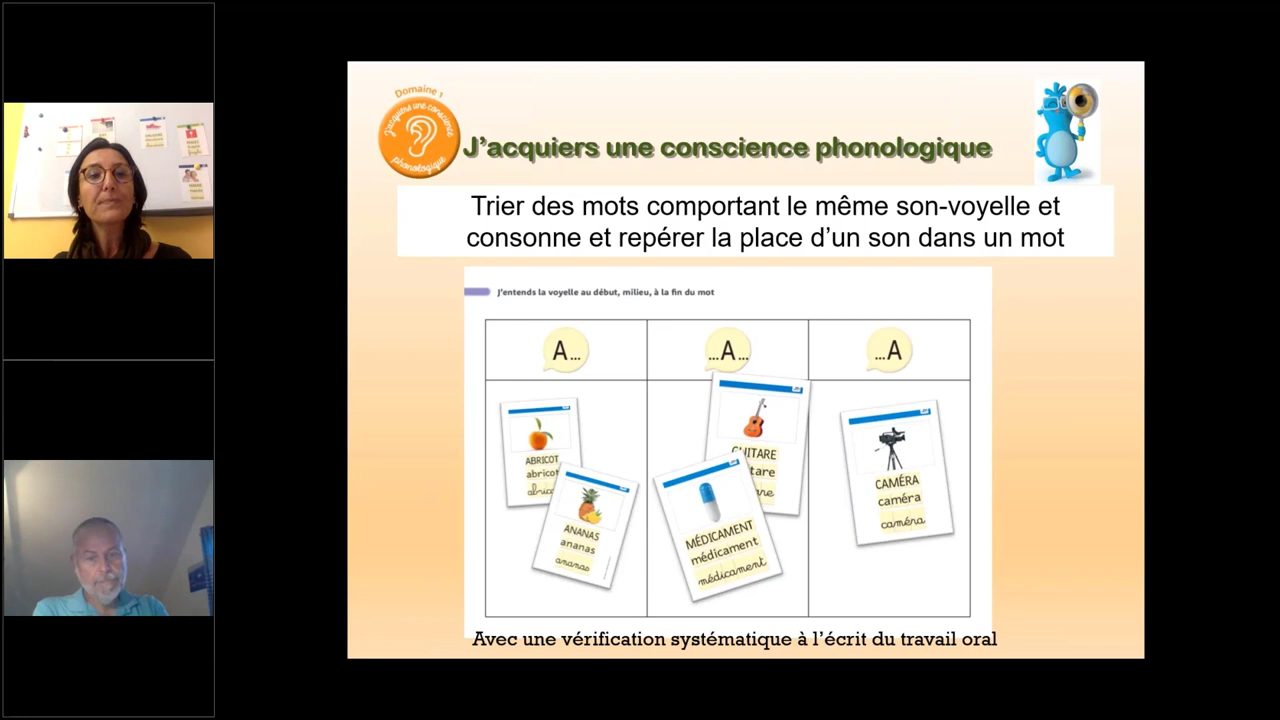 Domaine 1
J'acquiers une conscience
phonologique
J'acquiers une conscience phonologique
Trier des mots comportant le même son-voyelle et
consonne et repérer la place d'un son dans un mot
J'entends la voyelle au début, milieu, à la fin du mot
A...
...A...
...A
ABRICOT
abricot
ANANAS
ananas
ananas
GUITARE
MÉDICAMENT
médicament
médicament
CAMÉRA
caméra
caméra
Avec une vérification systématique à l'écrit du travail oral